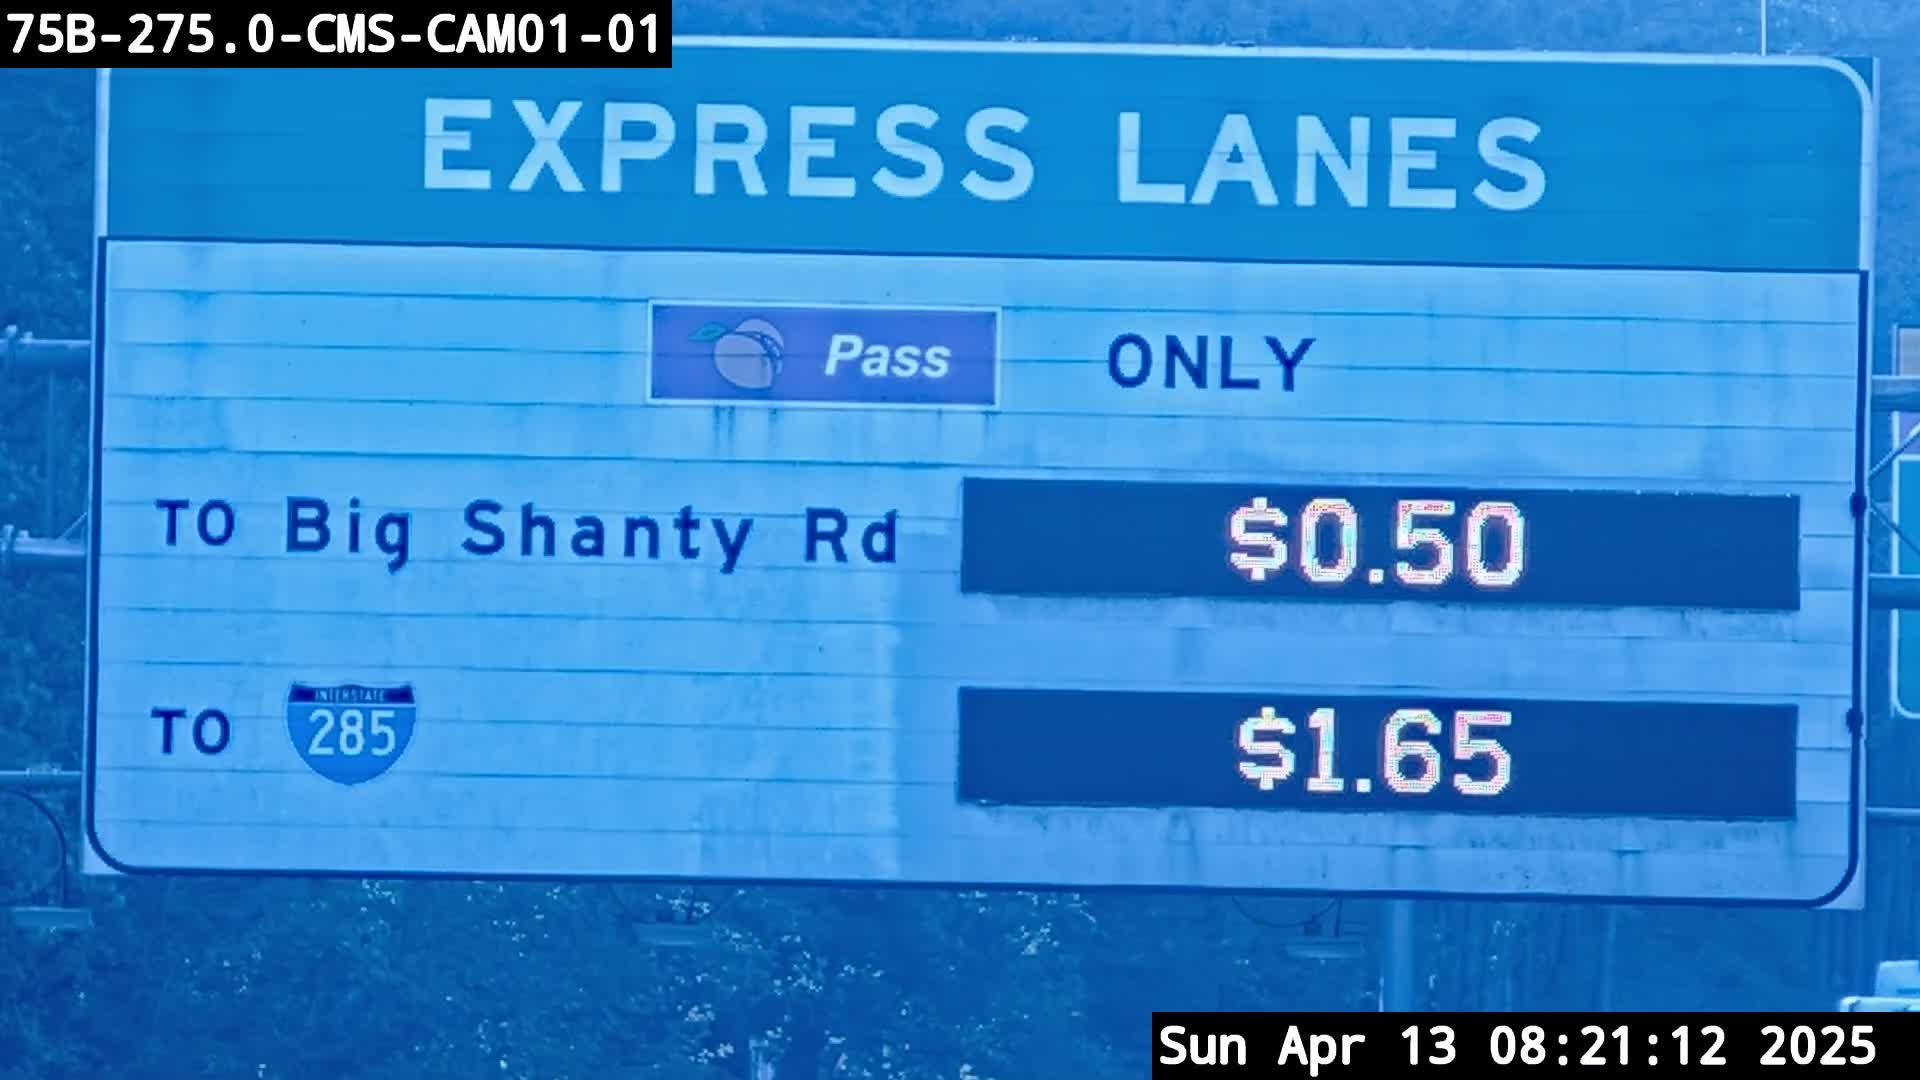 75B-275.0-CMS-CAM01-01
EXPRESS LANES
Pass ONLY
TO Big Shanty Rd $0.50
INTERSTATE
TO 285 $1.65
Sun Apr 13 08:21:12 2025